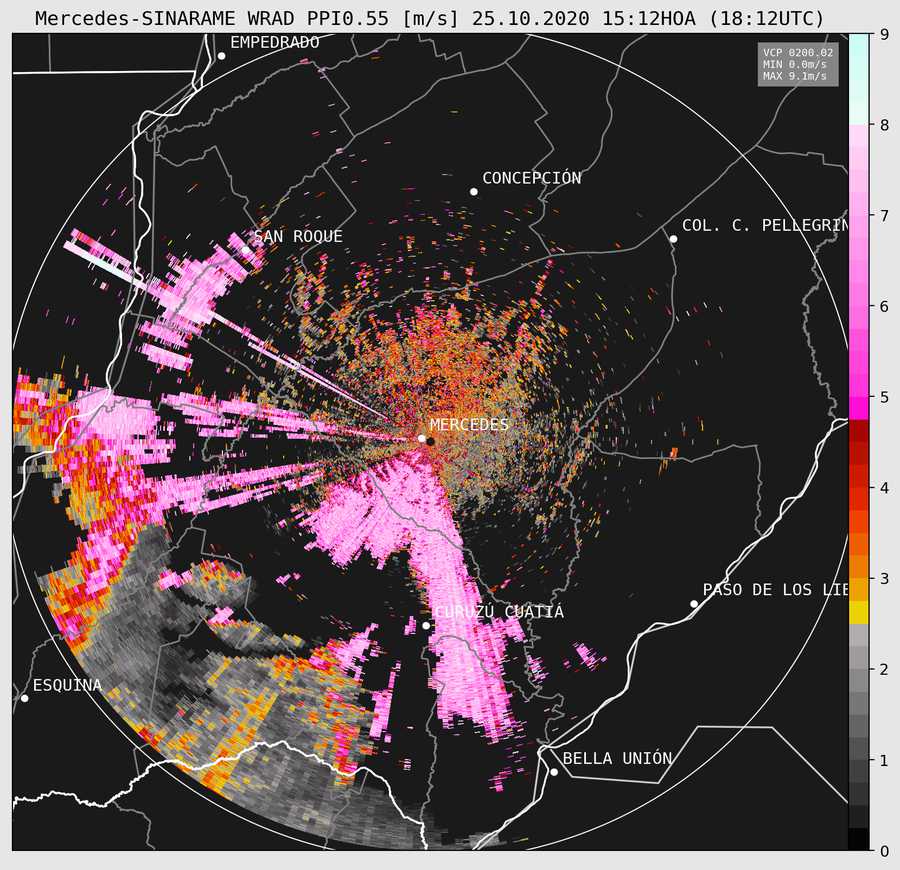 Mercedes-SINARAME WRAD PPI0.55 [m/s] 25.10.2020 15:12HOA (18:12UTC)
EMPEDRADO
VCP 0200.02
MIN 0.0m/s
MAX 9.1m/s
CONCEPCIÓN
COL. C. PELLEGRIN
SAN ROQUE
MERCEDES
PASO DE LOS LIE
CURUZÚ CUATIÁ
ESQUINA
BELLA UNIÓN
9
8
7
6
5
4
3
2
1
0